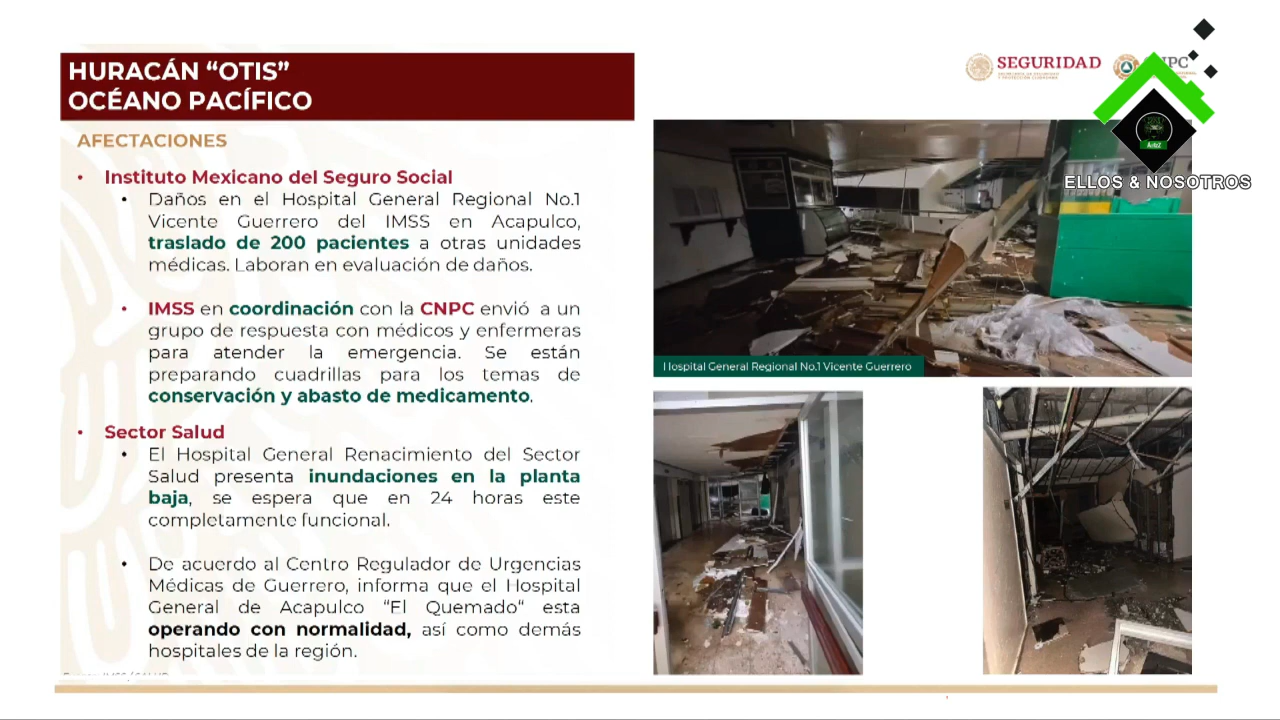 HURACÁN “OTIS”
OCÉANO PACÍFICO
SEGURIDAD
AFECTACIONES
• Instituto Mexicano del Seguro Social
• Daños en el Hospital General Regional No.1
Vicente Guerrero del IMSS en Acapulco,
traslado de 200 pacientes a otras unidades
médicas. Laboran en evaluación de daños.
• IMSS en coordinación con la CNPC envió a un
grupo de respuesta con médicos y enfermeras
para atender la emergencia. Se están
preparando cuadrillas para los temas de
conservación y abasto de medicamento.
• Sector Salud
• El Hospital General Renacimiento del Sector
Salud presenta inundaciones en la planta
baja, se espera que en 24 horas este
completamente funcional.
• De acuerdo al Centro Regulador de Urgencias
Médicas de Guerrero, informa que el Hospital
General de Acapulco “El Quemado“ esta
operando con normalidad, así como demás
hospitales de la región.
ELLOS & NOSOTROS
Hospital General Regional No.1 Vicente Guerrero